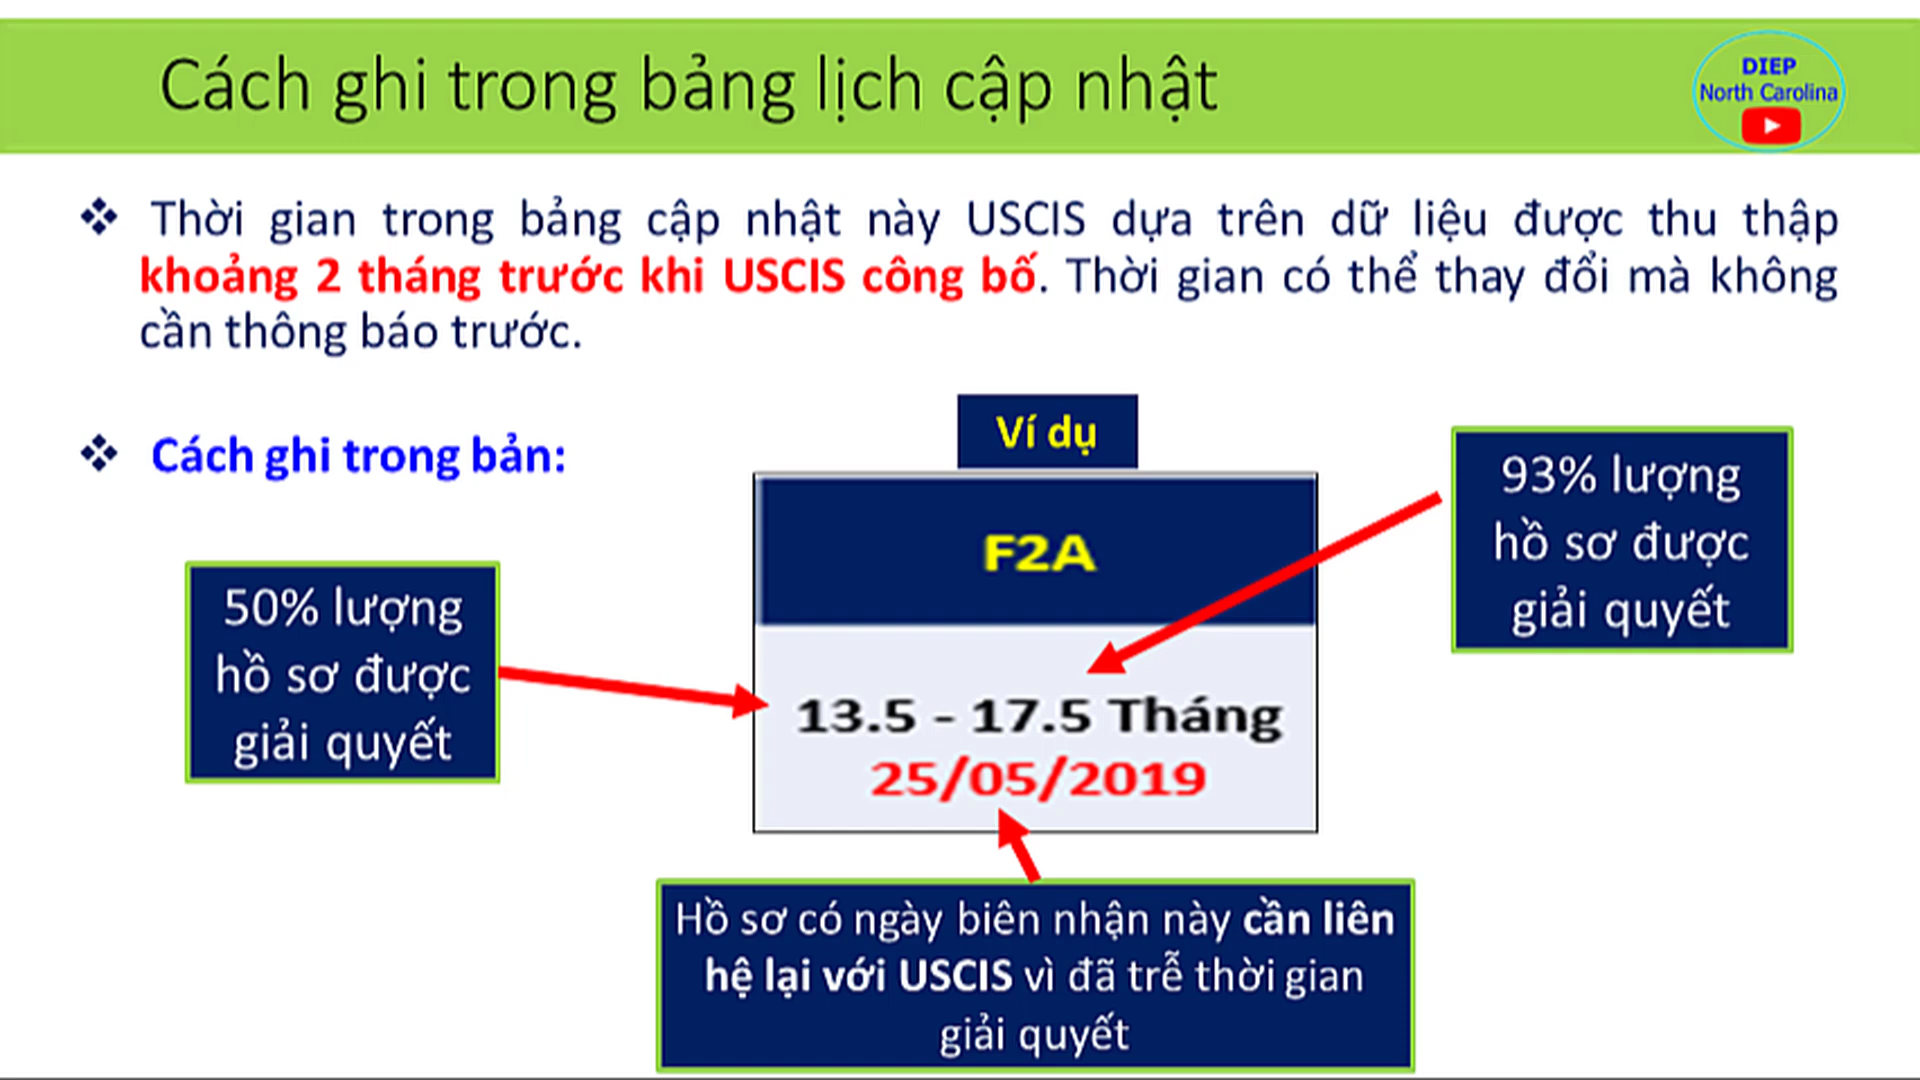 Cách ghi trong bảng lịch cập nhật
DIEP
North Carolina
Thời gian trong bảng cập nhật này USCIS dựa trên dữ liệu được thu thập
khoảng 2 tháng trước khi USCIS công bố. Thời gian có thể thay đổi mà không
cần thông báo trước.
Cách ghi trong bản:
Ví dụ
F2A
13.5 - 17.5 Tháng
25/05/2019
50% lượng
hồ sơ được
giải quyết
93% lượng
hồ sơ được
giải quyết
Hồ sơ có ngày biên nhận này cần liên
hệ lại với USCIS vì đã trễ thời gian
giải quyết